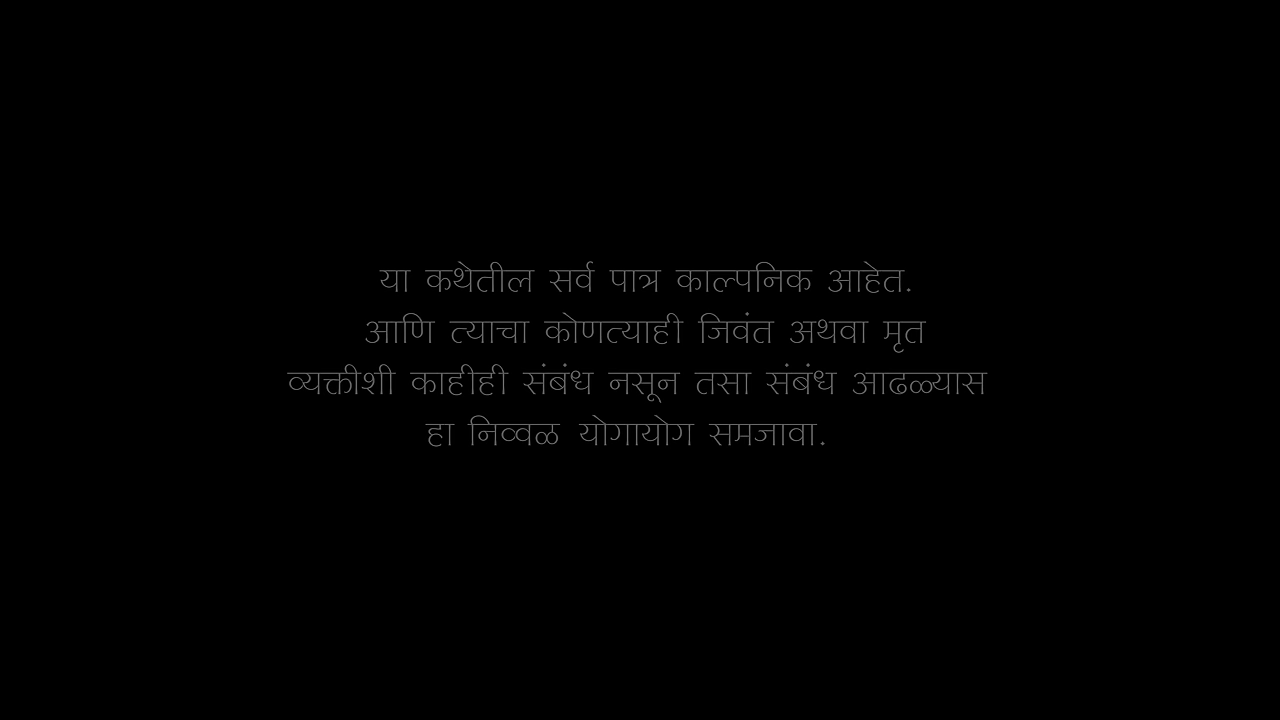 या कथेतील सर्व पात्र काल्पनिक आहेत.
आणि त्याचा कोणत्याही जिवंत अथवा मृत
व्यक्तीशी काहीही संबंध नसून तसा संबंध आढळ्यास
हा निव्वळ योगायोग समजावा.